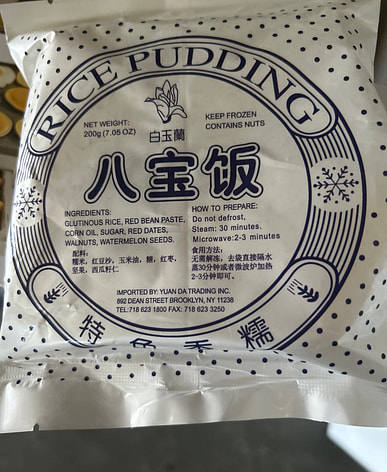 RICE PUDDING
NET WEIGHT:
200g (7.05 OZ)
KEEP FROZEN
CONTAINS NUTS
白玉蘭
八宝饭
INGREDIENTS:
GLUTINOUS RICE, RED BEAN PASTE,
CORN OIL, SUGAR, RED DATES,
WALNUTS, WATERMELON SEEDS.
配料:
糯米,红豆沙,玉米油,糖,红枣,
坚果,西瓜籽仁
HOW TO PREPARE:
Do not defrost,
Steam: 30 minutes.
Microwave:2-3 minutes
食用方法:
无需解冻,去袋直接隔水
蒸30分钟或者微波炉加热
2-3分钟即可。
IMPORTED BY: YUAN DA TRADING INC.
892 DEAN STREET BROOKLYN, NY 11238
TEL:718 623 1800 FAX: 718 623 3250
特色香糯